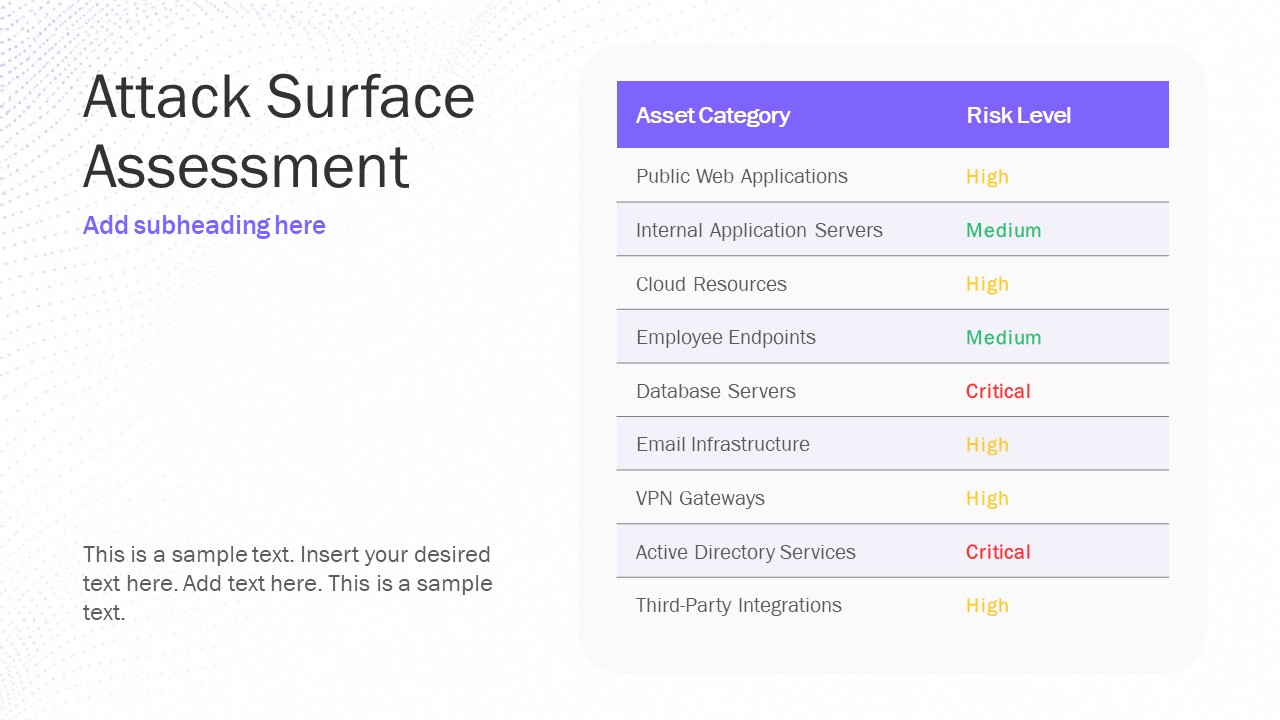 Attack Surface
Assessment
Add subheading here
This is a sample text. Insert your desired
text here. Add text here. This is a sample
text.
Asset Category Risk Level
Public Web Applications High
Internal Application Servers Medium
Cloud Resources High
Employee Endpoints Medium
Database Servers Critical
Email Infrastructure High
VPN Gateways High
Active Directory Services Critical
Third-Party Integrations High